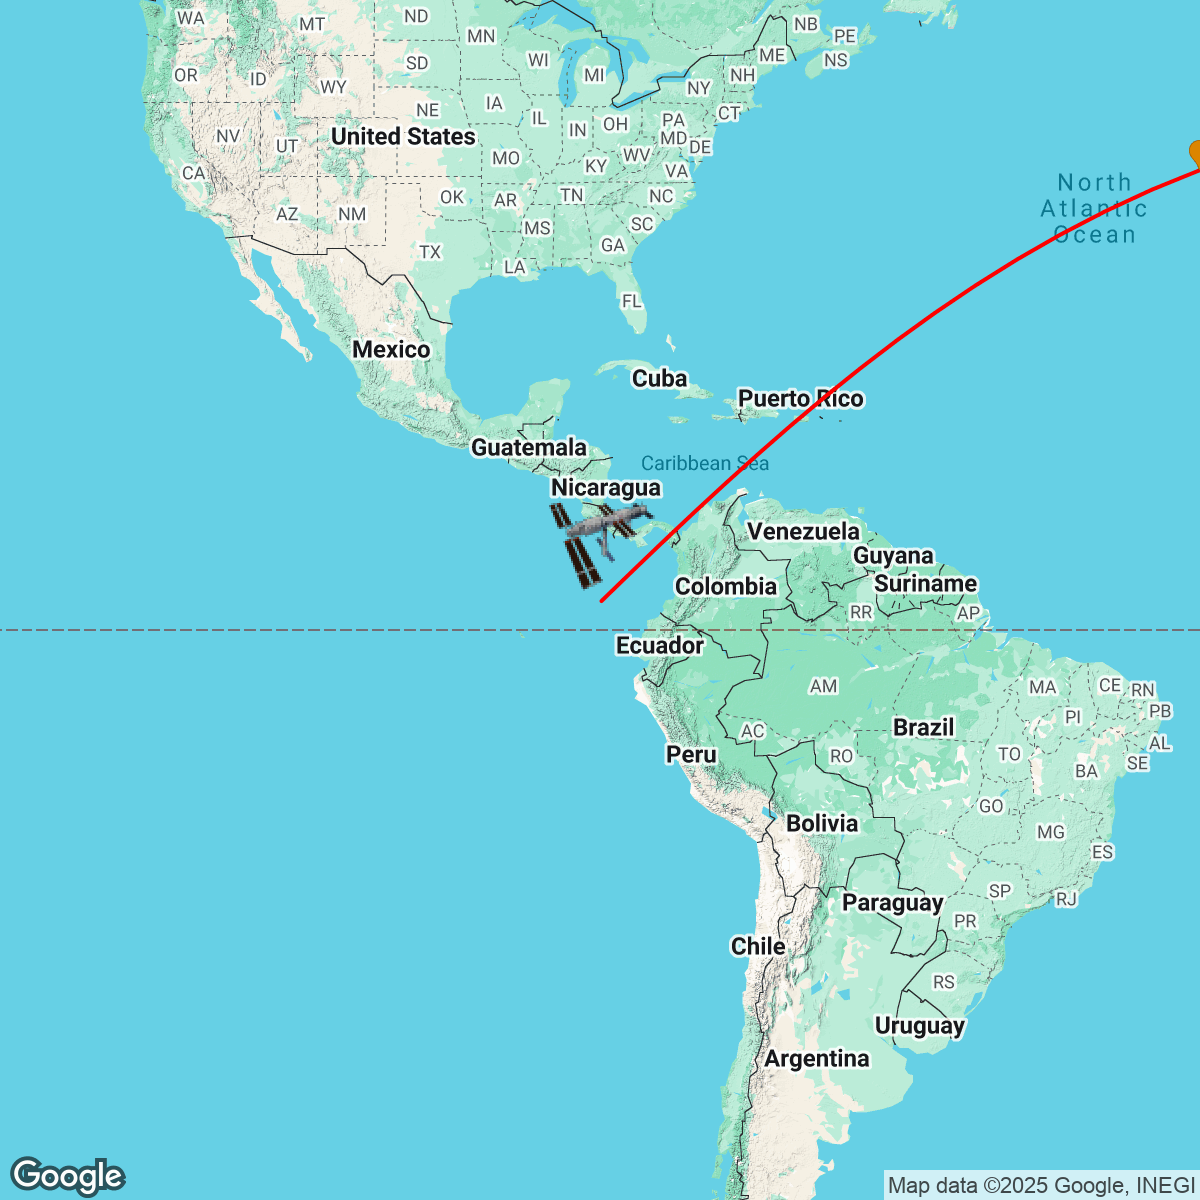 WA
MT
ND
MN
NB
PE
OR
ID
SD
WI
MI
ME
NS
WY
NH
NY
NE
IA
CT
NV
United States
IL
OH
PA
UT
IN
MD
DE
CA
MO
KY
WV
VA
OK
AR
TN
NC
North
Atlantic
Ocean
AZ
NM
MS
SC
GA
TX
LA
FL
Mexico
Cuba
Puerto Rico
Guatemala
Caribbean Sea
Nicaragua
Venezuela
Guyana
Colombia
Suriname
RR
AP
Ecuador
AM
MA
CE
RN
PI
PB
AC
Brazil
Peru
RO
TO
AL
SE
BA
GO
Bolivia
MG
ES
SP
Paraguay
RJ
PR
Chile
RS
Uruguay
Argentina
Google
Map data ©2025 Google, INEGI